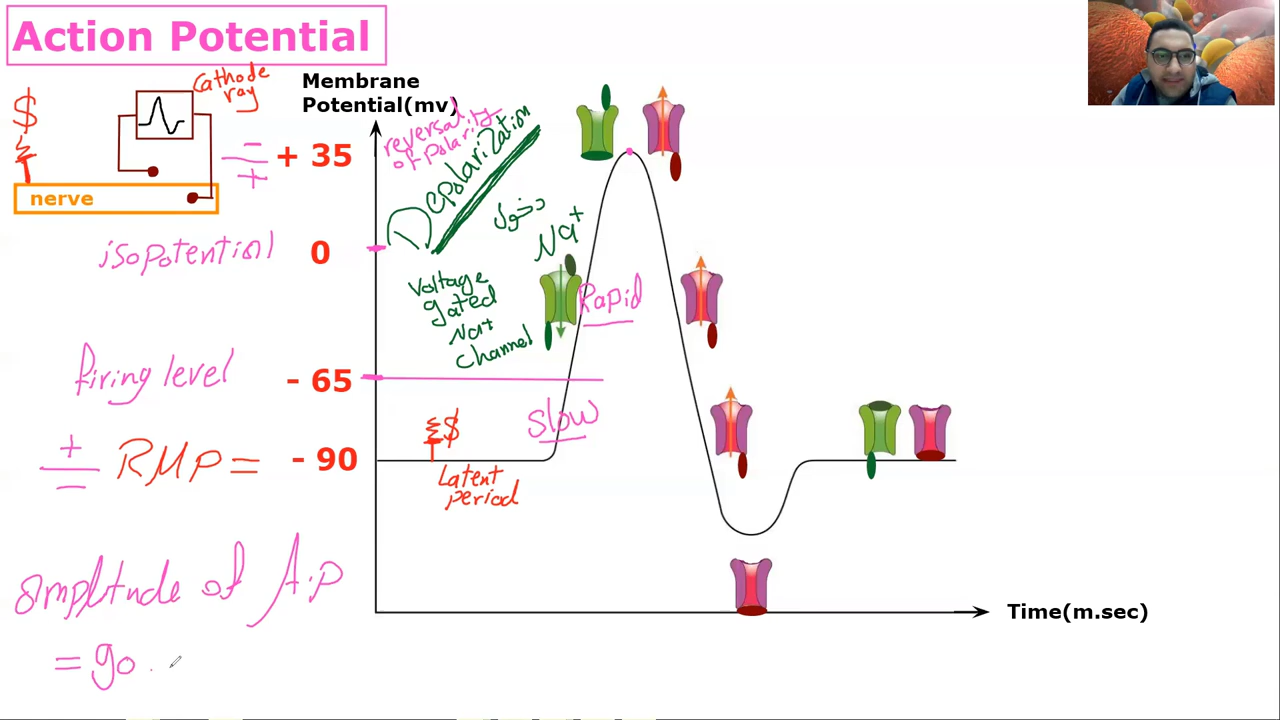 Action Potential
Cathode
ray
$
nerve
Membrane
Potential(mv)
reversal
of polarity
Depolarization
دخول
Na+
-
+
+ 35
isopotential
0
Voltage
gated
Na+
channel
Rapid
firing level
- 65
slow
$
+
-
RMP =
- 90
Latent
period
amplitude of A.P
= 90
Time(m.sec)